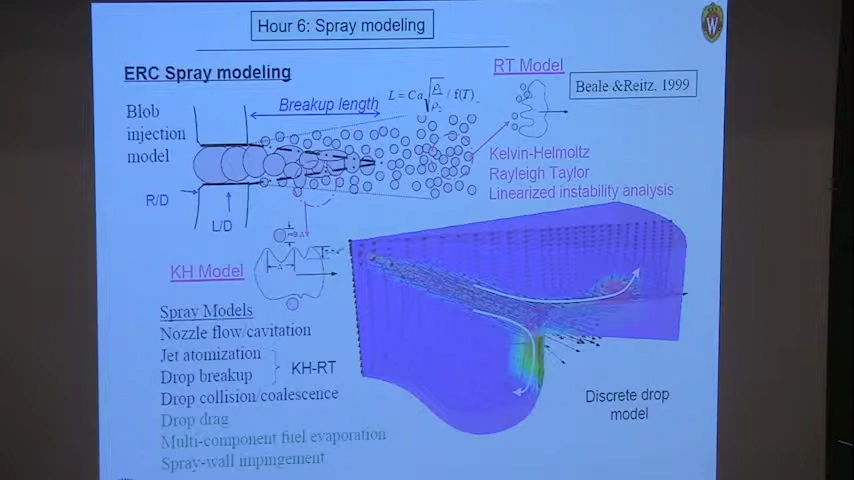 Hour 6: Spray modeling
W
ERC Spray modeling
RT Model
Beale &Reitz, 1999
Blob
injection
model
Breakup length
Kelvin-Helmoltz
Rayleigh Taylor
Linearized instability analysis
R/D
L/D
KH Model
Spray Models
Nozzle flow/cavitation
Jet atomization
Drop breakup
KH-RT
Drop collision/coalescence
Drop drag
Multi-component fuel evaporation
Spray-wall impingement
Discrete drop
model